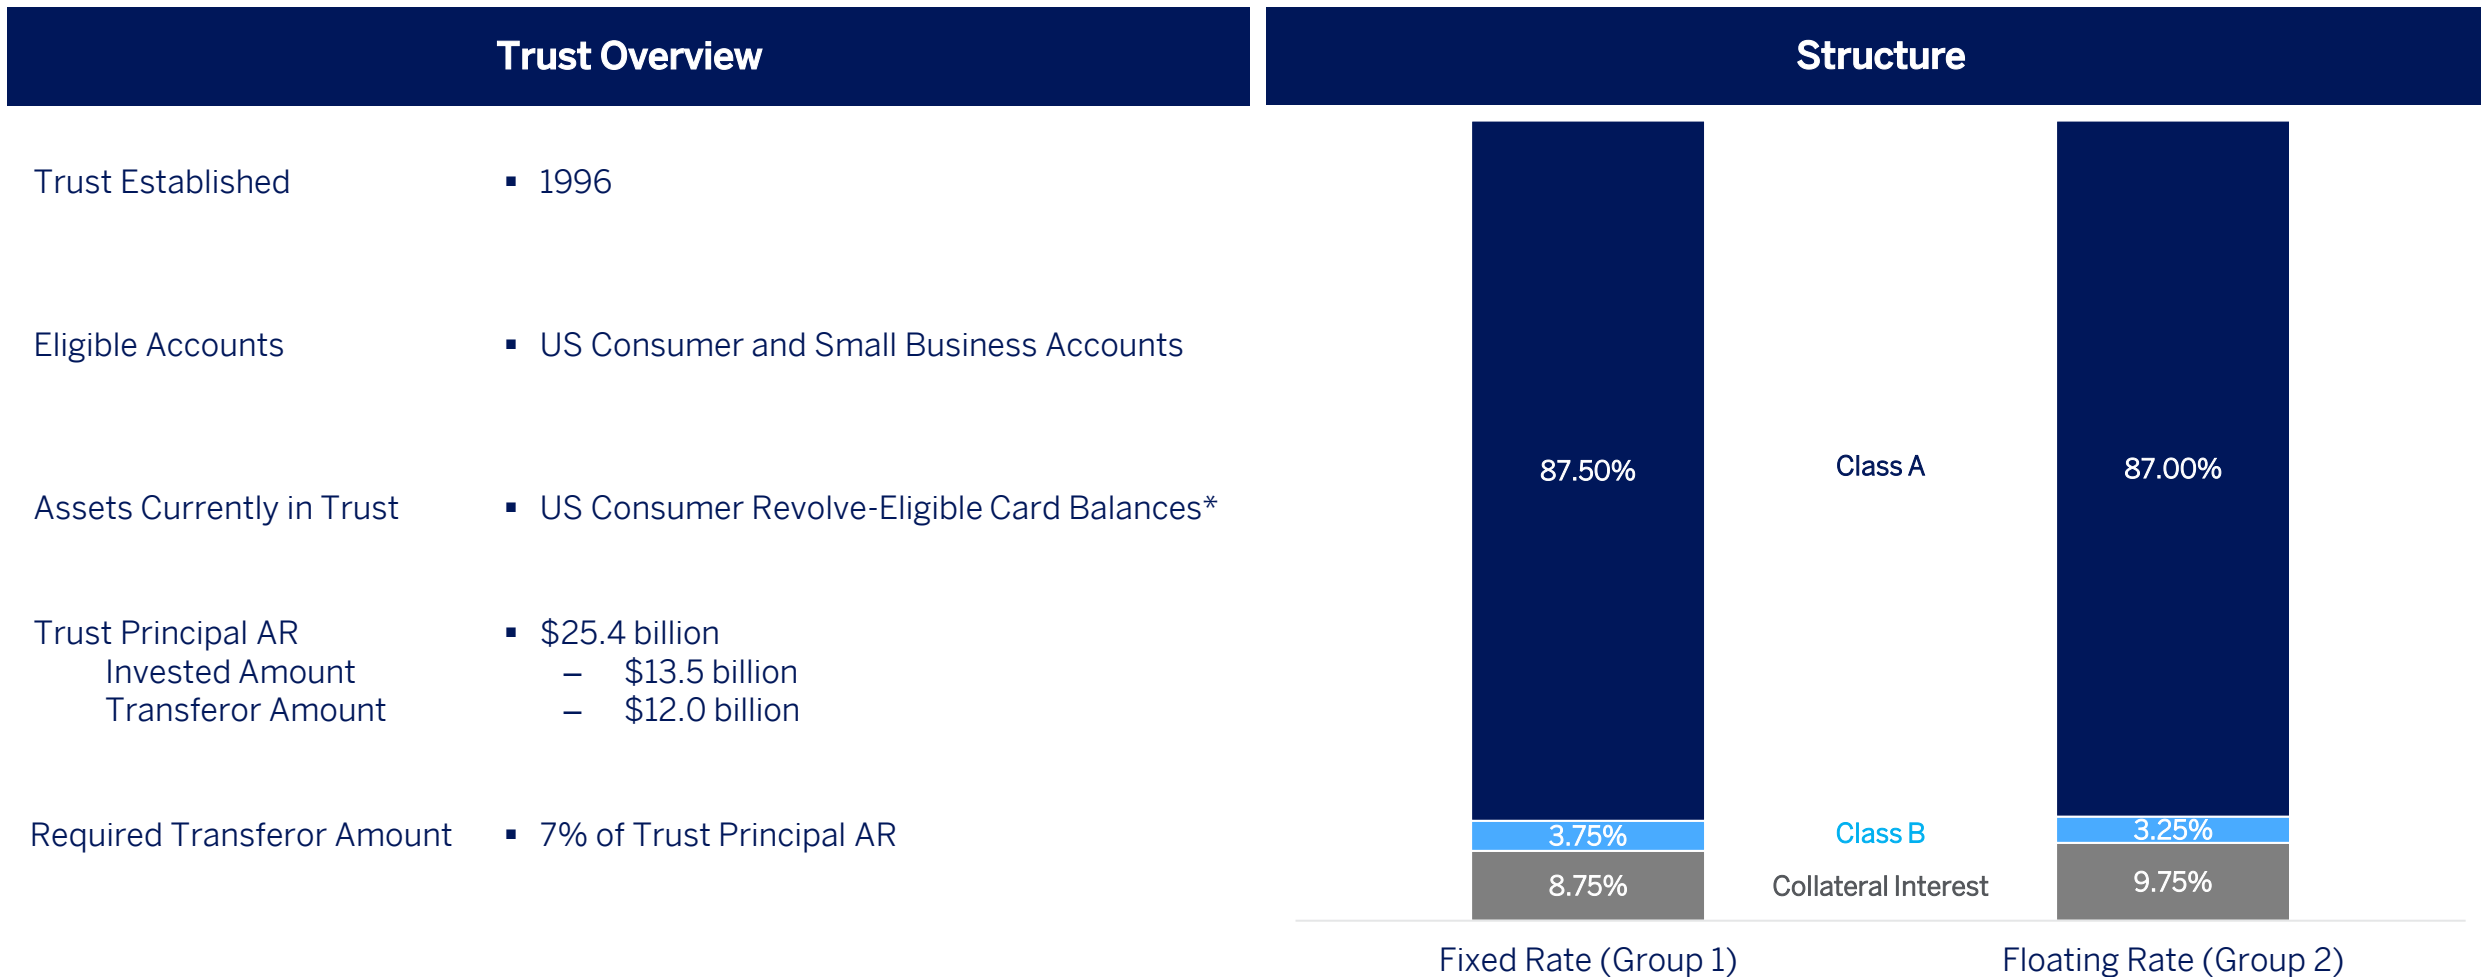 Trust Overview
Trust Established ▪ 1996
Eligible Accounts ▪ US Consumer and Small Business Accounts
Assets Currently in Trust ▪ US Consumer Revolve-Eligible Card Balances*
Trust Principal AR ▪ $25.4 billion
Invested Amount – $13.5 billion
Transferor Amount – $12.0 billion
Required Transferor Amount ▪ 7% of Trust Principal AR
Structure
87.50% Class A 87.00%
3.75% Class B 3.25%
8.75% Collateral Interest 9.75%
Fixed Rate (Group 1) Floating Rate (Group 2)